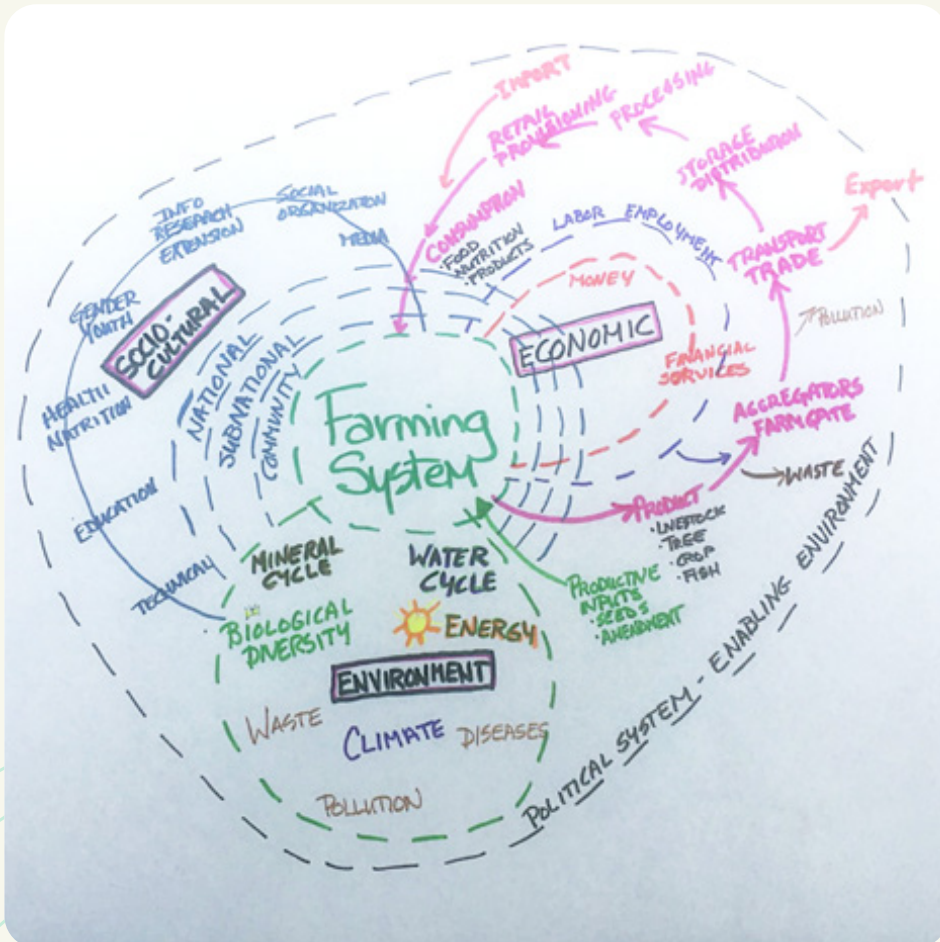 IMPORT
RETAIL
PROVISIONING
PROCESSING
STORAGE
DISTRIBUTION
Export
INFO
RESEARCH
EXTENSION
SOCIAL
ORGANIZATION
MEDIA
CONSUMPTION
• FOOD
NUTRITION
• PRODUCTS
LABOR EMPLOYMENT
TRANSPORT
TRADE
MONEY
GENDER
YOUTH
SOCIO-
CULTURAL
ECONOMIC
POLLUTION
NATIONAL
SUBNATIONAL
COMMUNITY
FINANCIAL
SERVICES
HEALTH
NUTRITION
Farming
System
AGGREGATORS
FARMGATE
WASTE
EDUCATION
PRODUCT
• LIVESTOCK
• TREE
• CROP
• FISH
MINERAL
CYCLE
WATER
CYCLE
TECHNICAL
PRODUCTIVE
INPUTS
• SEEDS
• AMENDMENT
BIOLOGICAL
DIVERSITY
ENERGY
ENVIRONMENT
WASTE
CLIMATE
DISEASES
POLLUTION
POLITICAL SYSTEM - ENABLING ENVIRONMENT